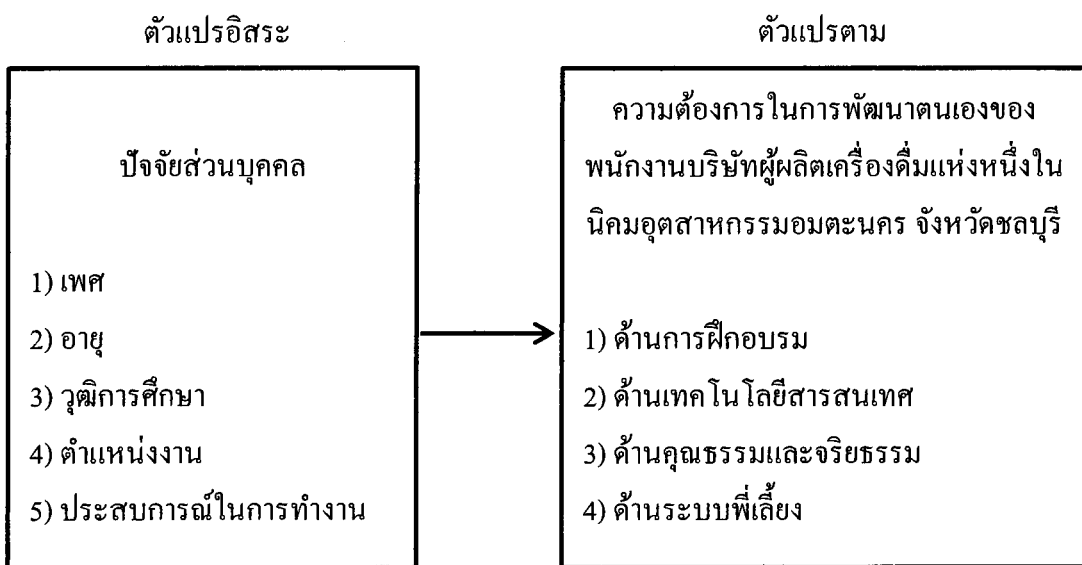 ตัวแปรอิสระ
ปัจจัยส่วนบุคคล
1) เพศ
2) อายุ
3) วุฒิการศึกษา
4) ตำแหน่งงาน
5) ประสบการณ์ในการทำงาน
ตัวแปรตาม
ความต้องการในการพัฒนาตนเองของ
พนักงานบริษัทผู้ผลิตเครื่องดื่มแห่งหนึ่งใน
นิคมอุตสาหกรรมอมตะนคร จังหวัดชลบุรี
1) ด้านการฝึกอบรม
2) ด้านเทคโนโลยีสารสนเทศ
3) ด้านคุณธรรมและจริยธรรม
4) ด้านระบบพี่เลี้ยง